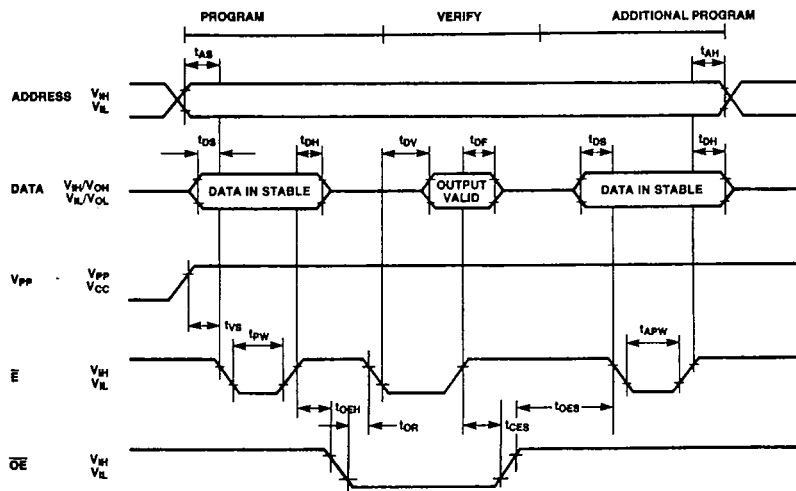 PROGRAM VERIFY ADDITIONAL PROGRAM
tAS tAH
ADDRESS VIH
VIL
tDS tDH tDV tDF tDS tDH
DATA VIH/VOH
VIL/VOL
DATA IN STABLE OUTPUT VALID DATA IN STABLE
VPP VPP
VCC
tVS tPW tAPW
E̅ VIH
VIL
tOEH tOR tCES tOES
O̅E̅ VIH
VIL